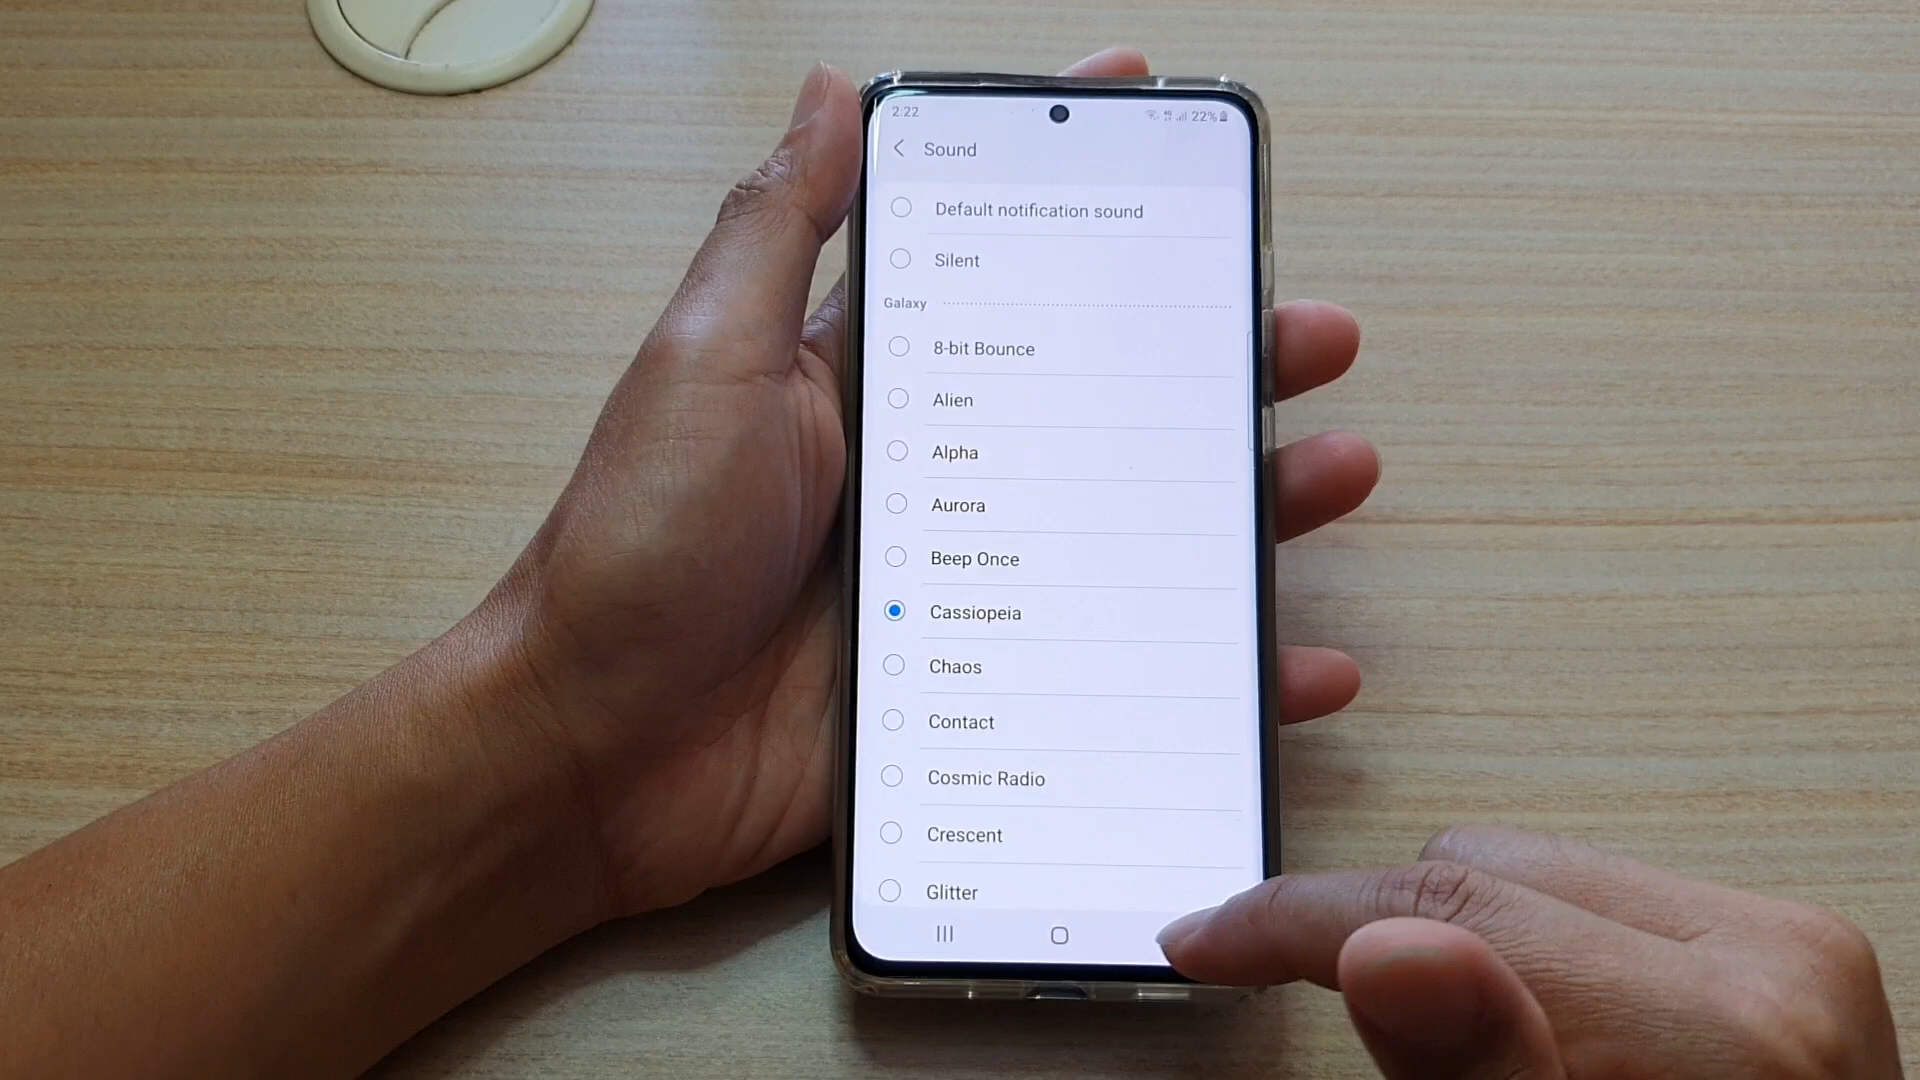 2:22
22%
Sound
Default notification sound
Silent
Galaxy
8-bit Bounce
Alien
Alpha
Aurora
Beep Once
Cassiopeia
Chaos
Contact
Cosmic Radio
Crescent
Glitter